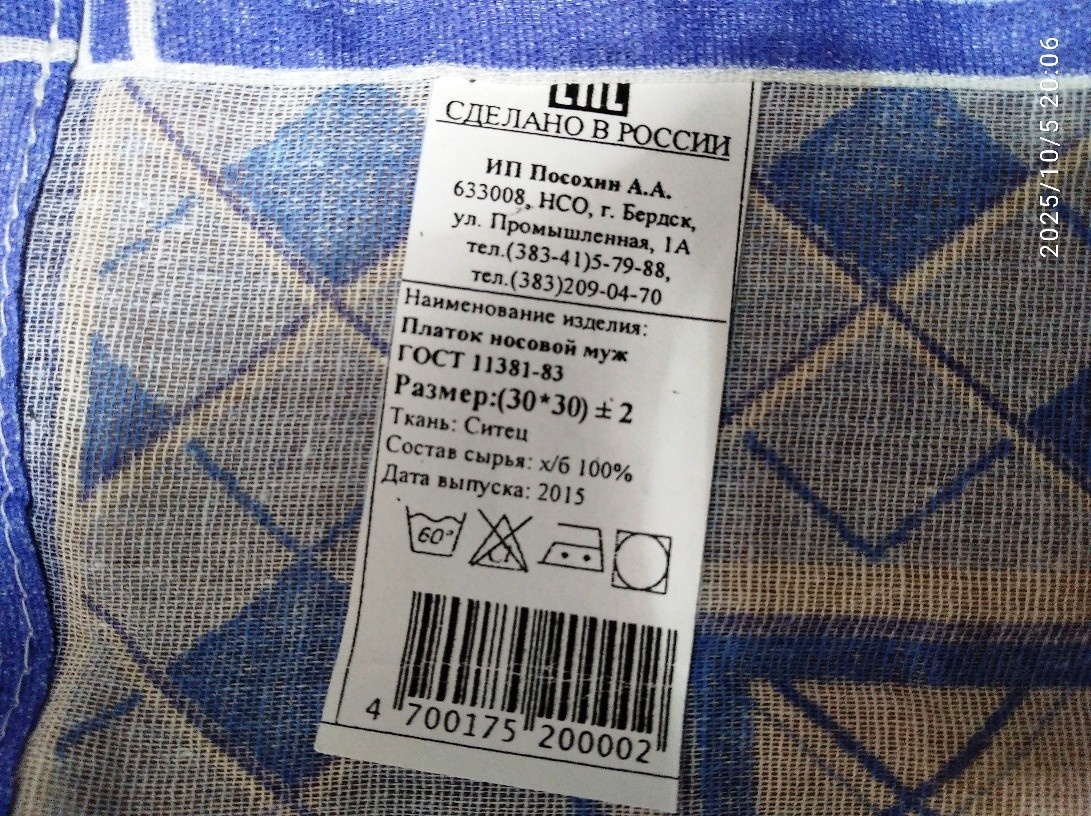 EAC
СДЕЛАНО В РОССИИ
ИП Посохин А.А.
633008, НСО, г. Бердск,
ул. Промышленная, 1А
тел.(383-41)5-79-88,
тел.(383)209-04-70
Наименование изделия:
Платок носовой муж
ГОСТ 11381-83
Размер:(30*30) ± 2
Ткань: Ситец
Состав сырья: х/б 100%
Дата выпуска: 2015
60°
Cl
4 700175 200002
2025/10/5 20:06